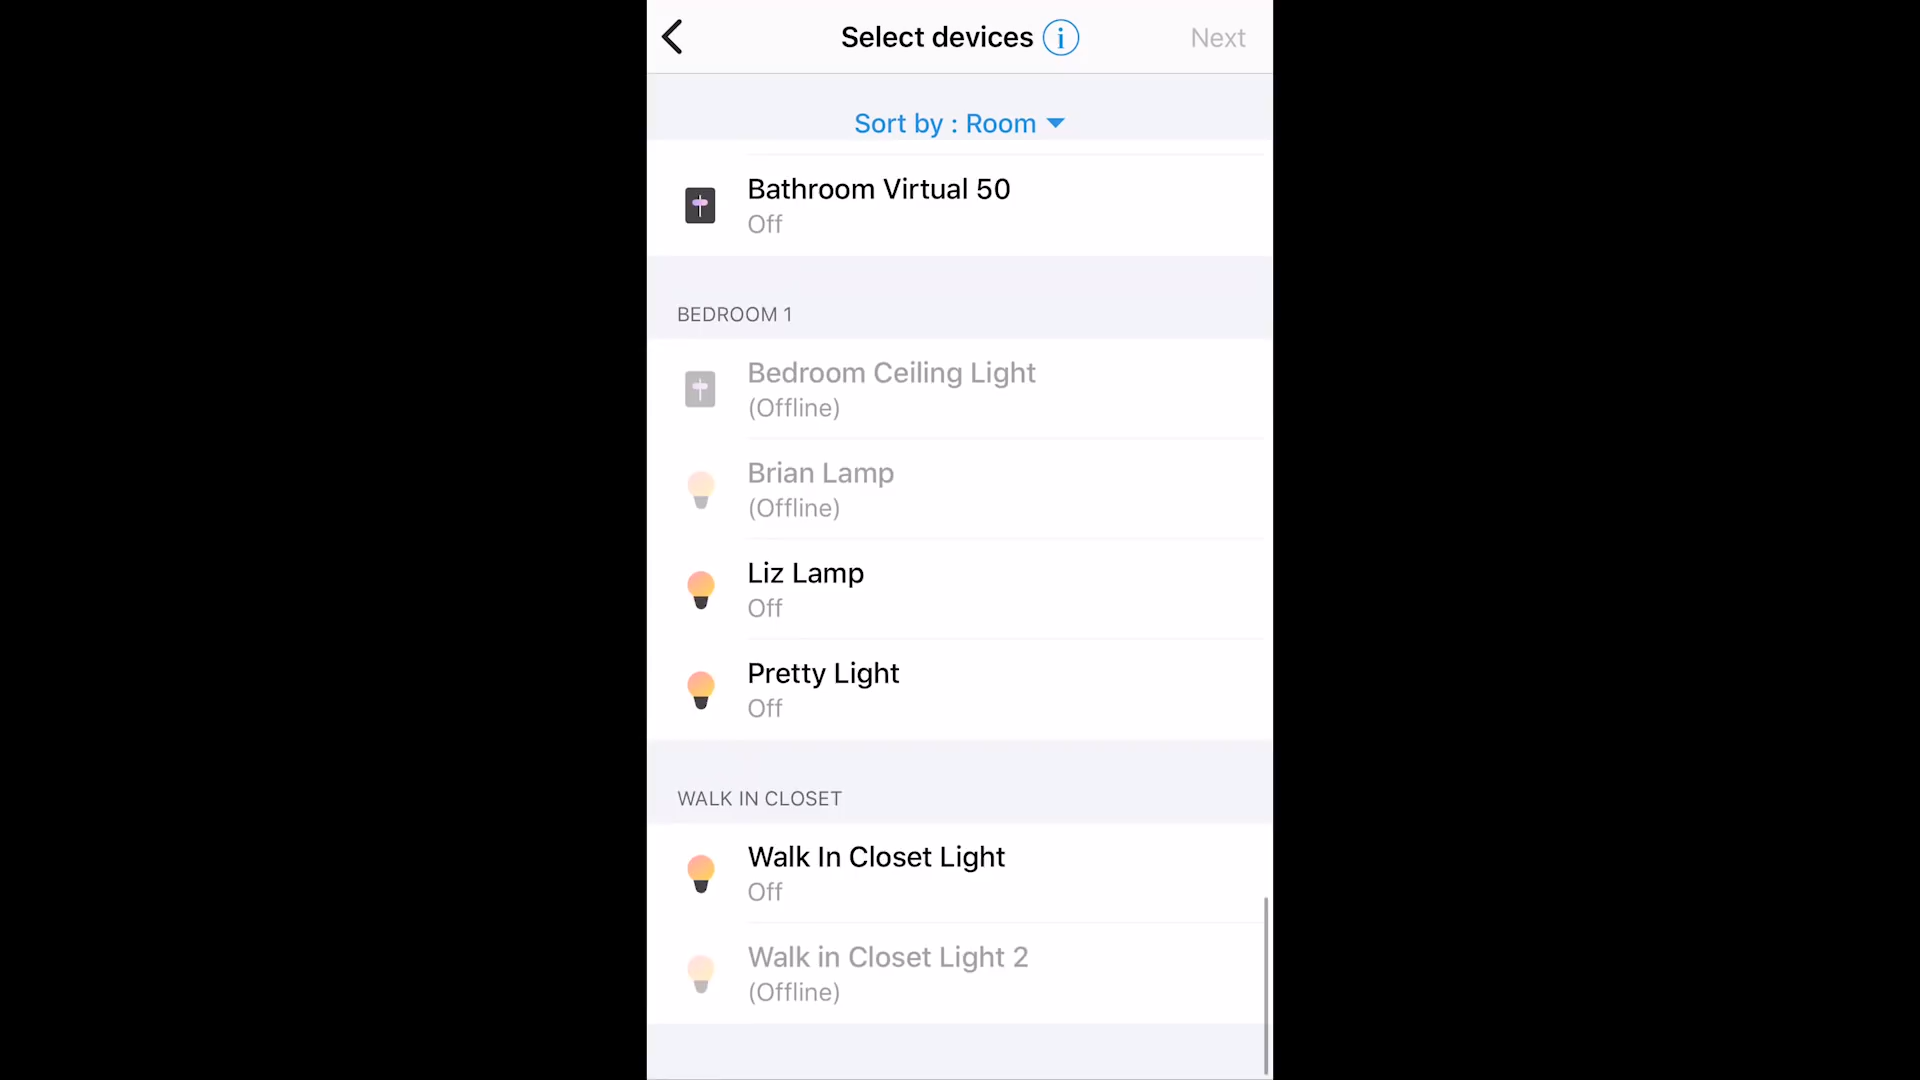 Select devices i
Next
Sort by : Room
Bathroom Virtual 50
Off
BEDROOM 1
Bedroom Ceiling Light
(Offline)
Brian Lamp
(Offline)
Liz Lamp
Off
Pretty Light
Off
WALK IN CLOSET
Walk In Closet Light
Off
Walk in Closet Light 2
(Offline)